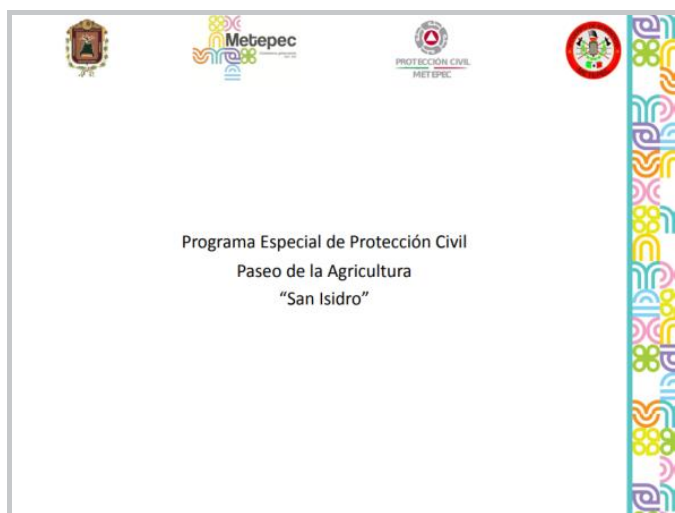 Metepec
PROTECCIÓN CIVIL
METEPEC
Programa Especial de Protección Civil
Paseo de la Agricultura
“San Isidro”